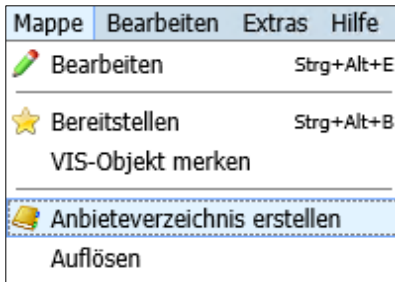 Mappe Bearbeiten Extras Hilfe
Bearbeiten Strg+Alt+E
Bereitstellen Strg+Alt+B
VIS-Objekt merken
Anbieteverzeichnis erstellen
Auflösen